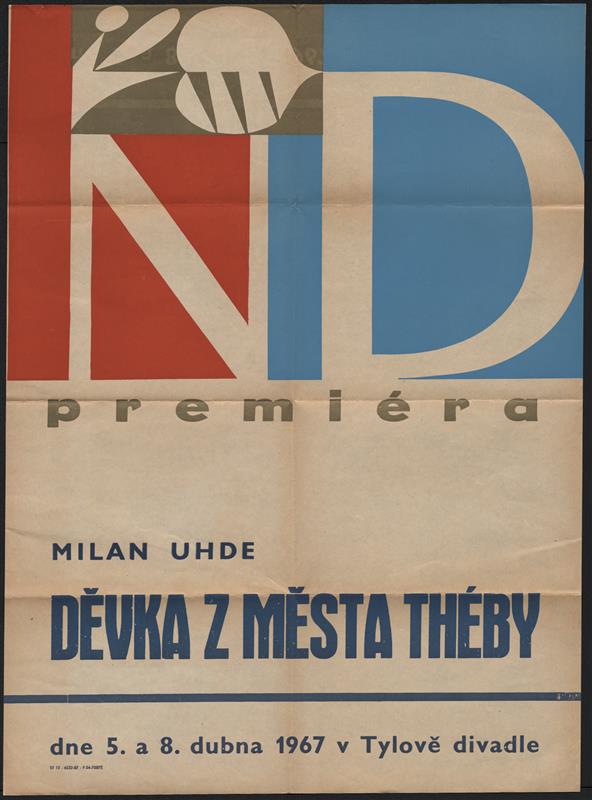 ND
premiéra
MILAN UHDE
DĚVKA Z MĚSTA THÉBY
dne 5. a 8. dubna 1967 v Tylově divadle